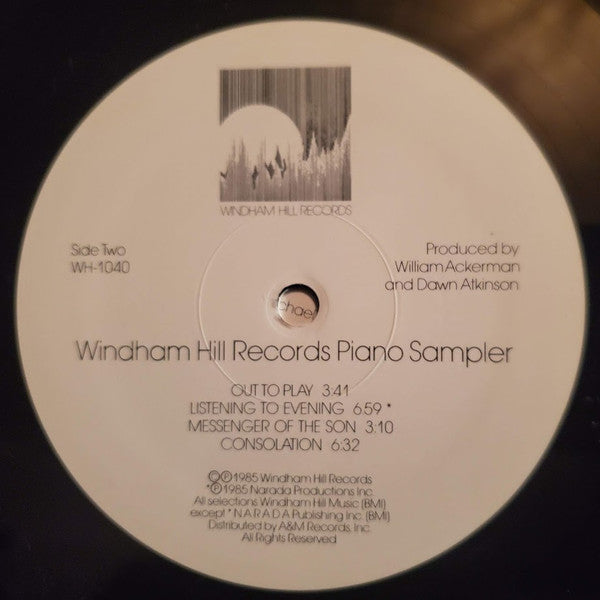 WINDHAM HILL RECORDS
Side Two
WH-1040
Produced by
William Ackerman
and Dawn Atkinson
chael
Windham Hill Records Piano Sampler
OUT TO PLAY 3:41
LISTENING TO EVENING 6:59 *
MESSENGER OF THE SON 3:10
CONSOLATION 6:32
©℗1985 Windham Hill Records
*℗1985 Narada Productions Inc.
All selections Windham Hill Music (BMI)
except * N.A.R.A.D.A Publishing Inc. (BMI)
Distributed by A&M Records, Inc.
All Rights Reserved